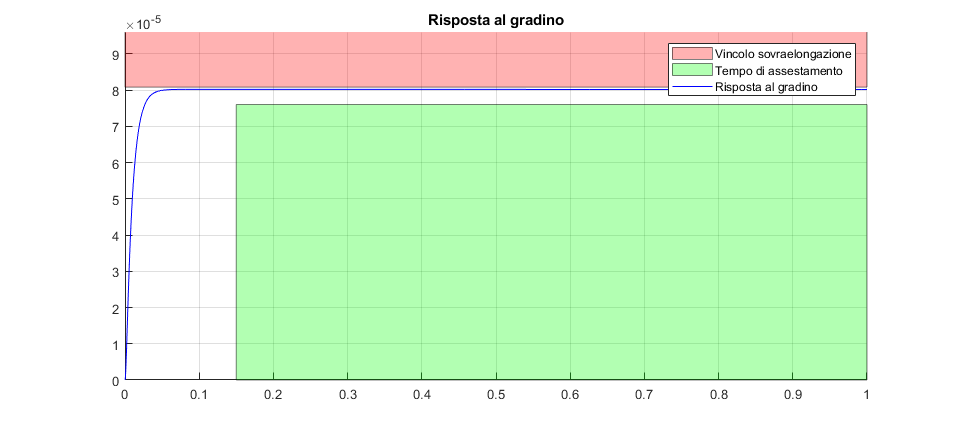 Risposta al gradino
×10-5
Vincolo sovraelongazione
Tempo di assestamento
Risposta al gradino
9
8
7
6
5
4
3
2
1
0
0 0.1 0.2 0.3 0.4 0.5 0.6 0.7 0.8 0.9 1